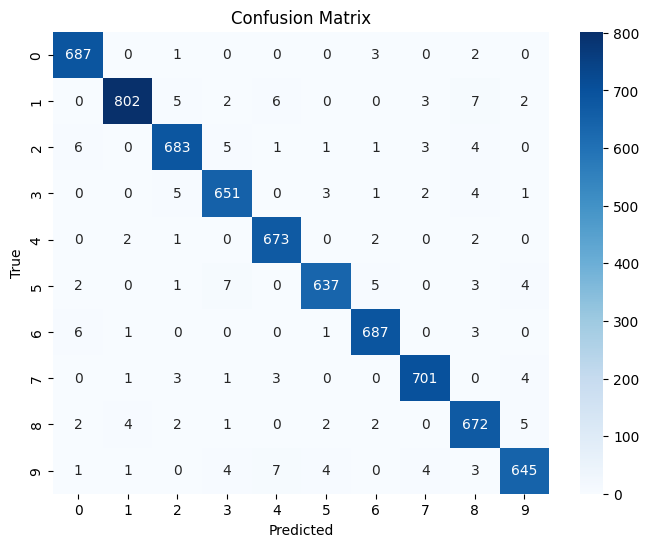 Confusion Matrix
0 687 0 1 0 0 0 3 0 2 0
1 0 802 5 2 6 0 0 3 7 2
2 6 0 683 5 1 1 1 3 4 0
3 0 0 5 651 0 3 1 2 4 1
4 0 2 1 0 673 0 2 0 2 0
5 2 0 1 7 0 637 5 0 3 4
6 6 1 0 0 0 1 687 0 3 0
7 0 1 3 1 3 0 0 701 0 4
8 2 4 2 1 0 2 2 0 672 5
9 1 1 0 4 7 4 0 4 3 645
0 1 2 3 4 5 6 7 8 9
True
Predicted
800
700
600
500
400
300
200
100
0